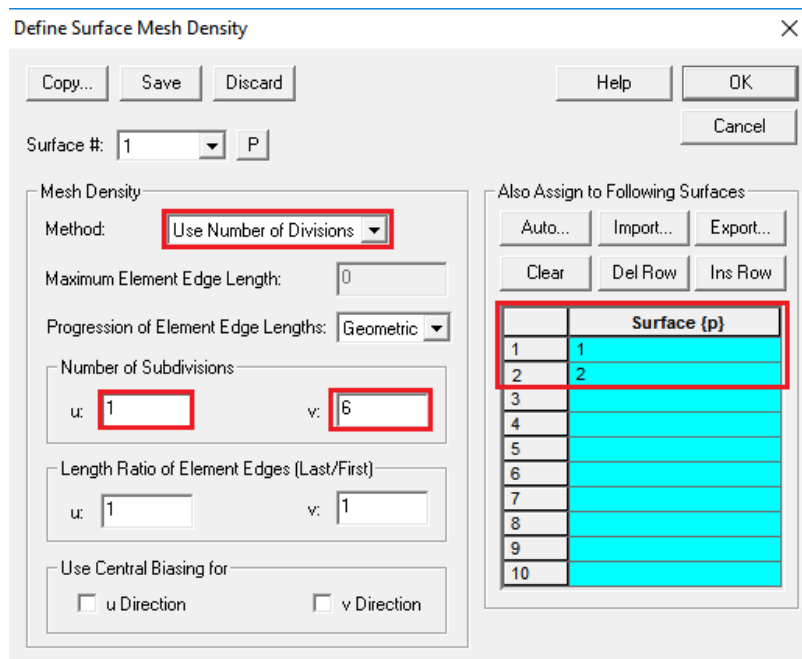 Define Surface Mesh Density
Copy... Save Discard Help OK
Cancel
Surface #: 1 P
Mesh Density
Method: Use Number of Divisions
Maximum Element Edge Length: 0
Progression of Element Edge Lengths: Geometric
Number of Subdivisions
u: 1 v: 6
Length Ratio of Element Edges (Last/First)
u: 1 v: 1
Use Central Biasing for
u Direction v Direction
Also Assign to Following Surfaces
Auto... Import... Export...
Clear Del Row Ins Row
Surface {p}
1 1
2 2
3
4
5
6
7
8
9
10